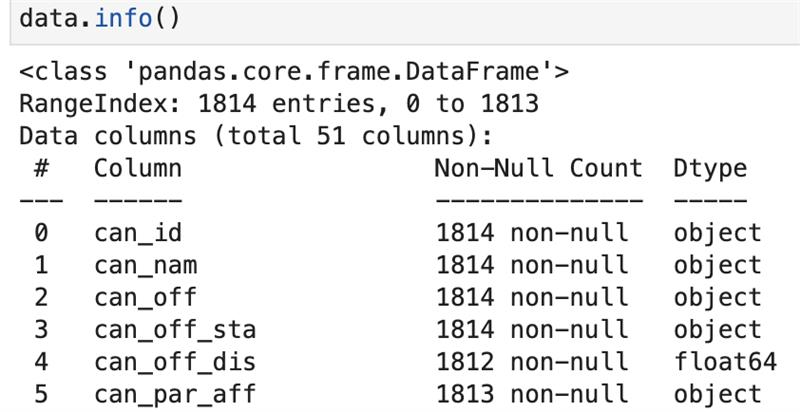 data.info()
<class 'pandas.core.frame.DataFrame'>
RangeIndex: 1814 entries, 0 to 1813
Data columns (total 51 columns):
 #   Column                Non-Null Count  Dtype
---  ------                --------------  -----
 0   can_id                1814 non-null   object
 1   can_nam               1814 non-null   object
 2   can_off               1814 non-null   object
 3   can_off_sta           1814 non-null   object
 4   can_off_dis           1812 non-null   float64
 5   can_par_aff           1813 non-null   object